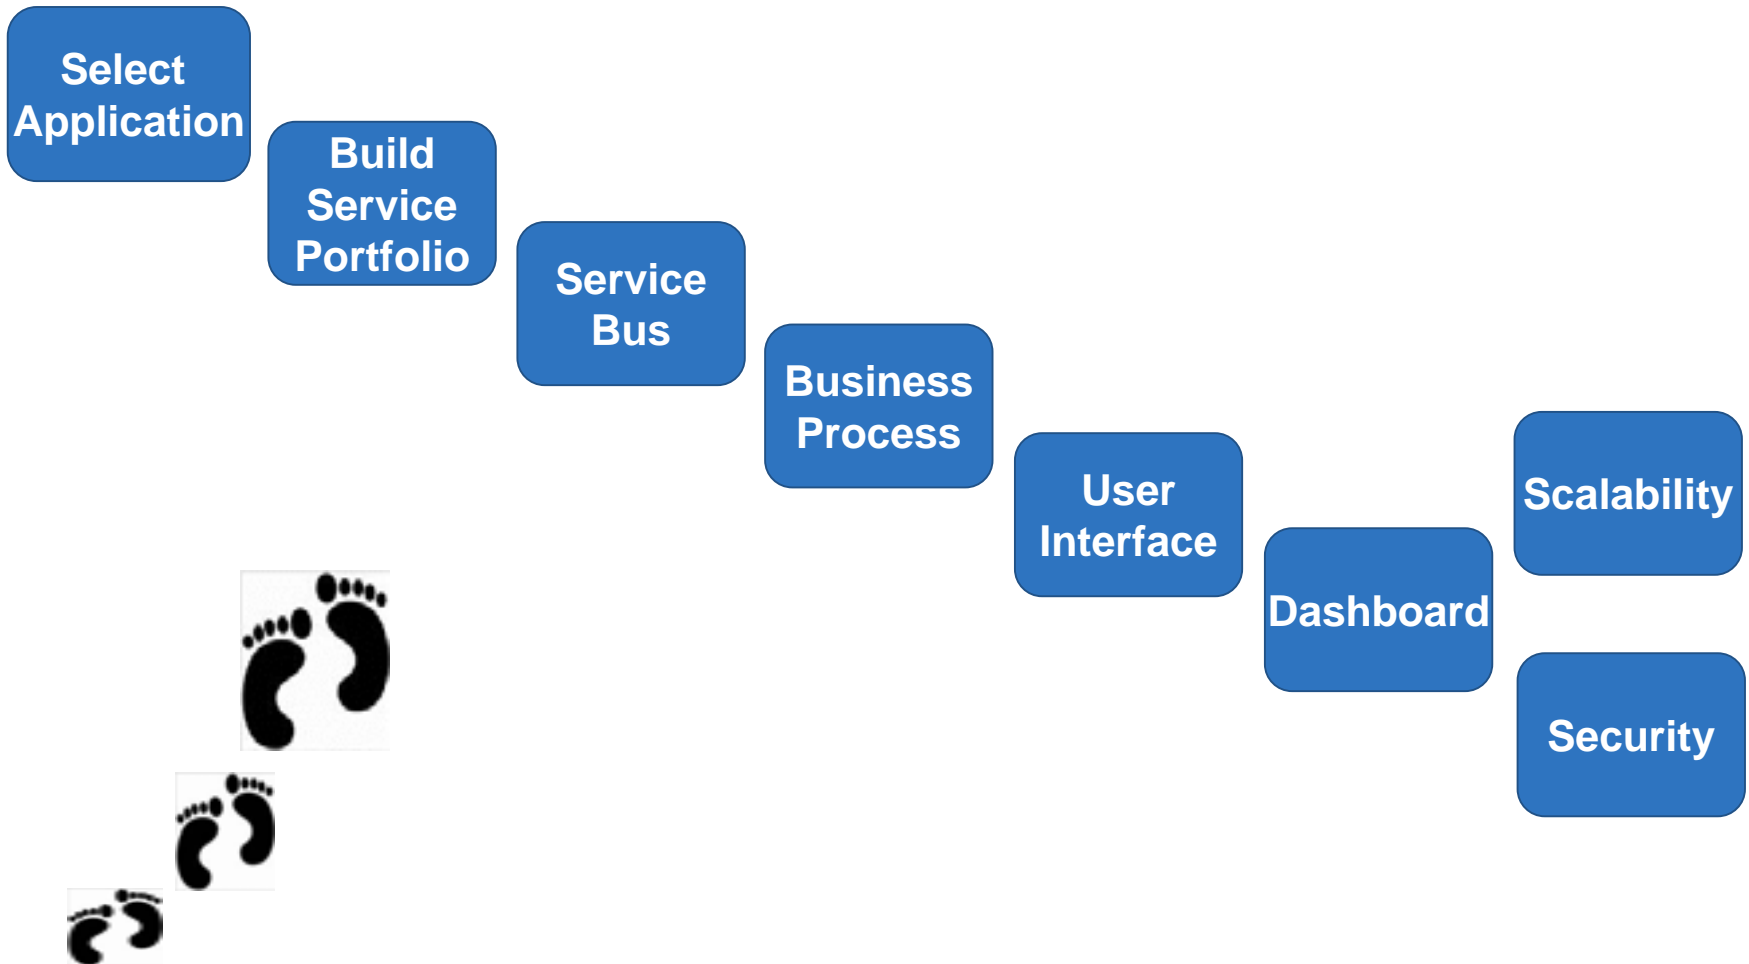 Select
Application
Build
Service
Portfolio
Service
Bus
Business
Process
User
Interface
Dashboard
Scalability
Security